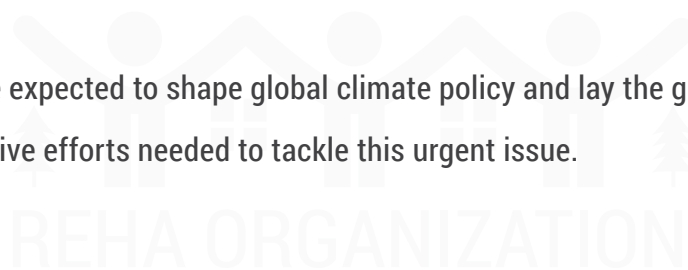 expected to shape global climate policy and lay the g
ive efforts needed to tackle this urgent issue.
REHA ORGANIZATION